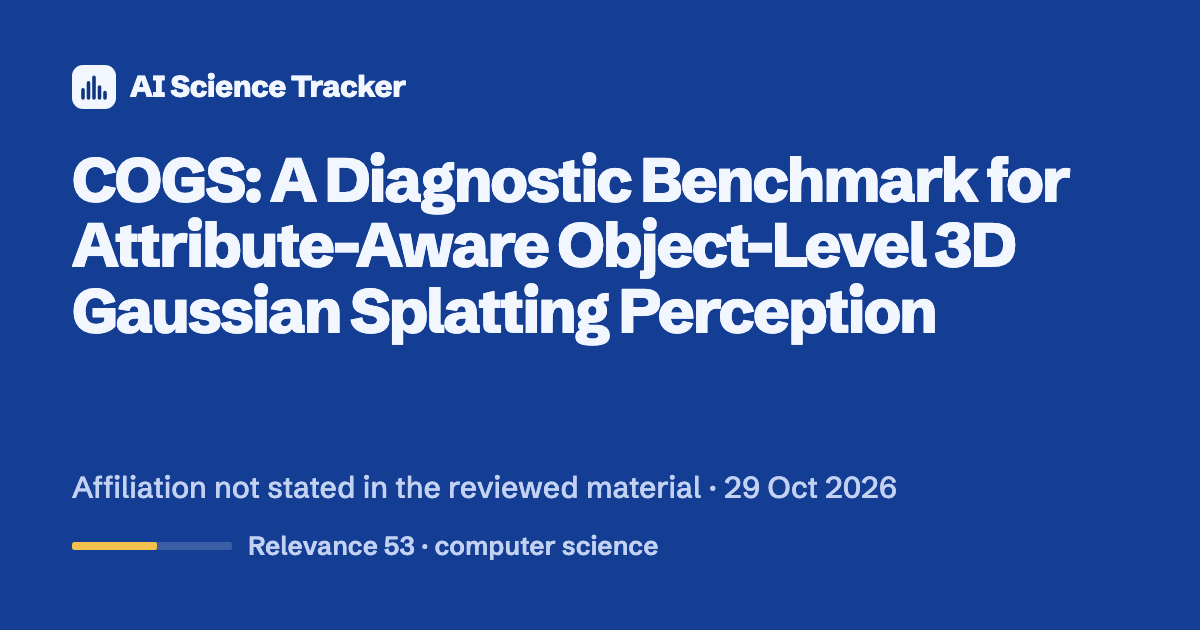 AI Science Tracker
COGS: A Diagnostic Benchmark for
Attribute-Aware Object-Level 3D
Gaussian Splatting Perception
Affiliation not stated in the reviewed material · 29 Oct 2026
Relevance 53 · computer science